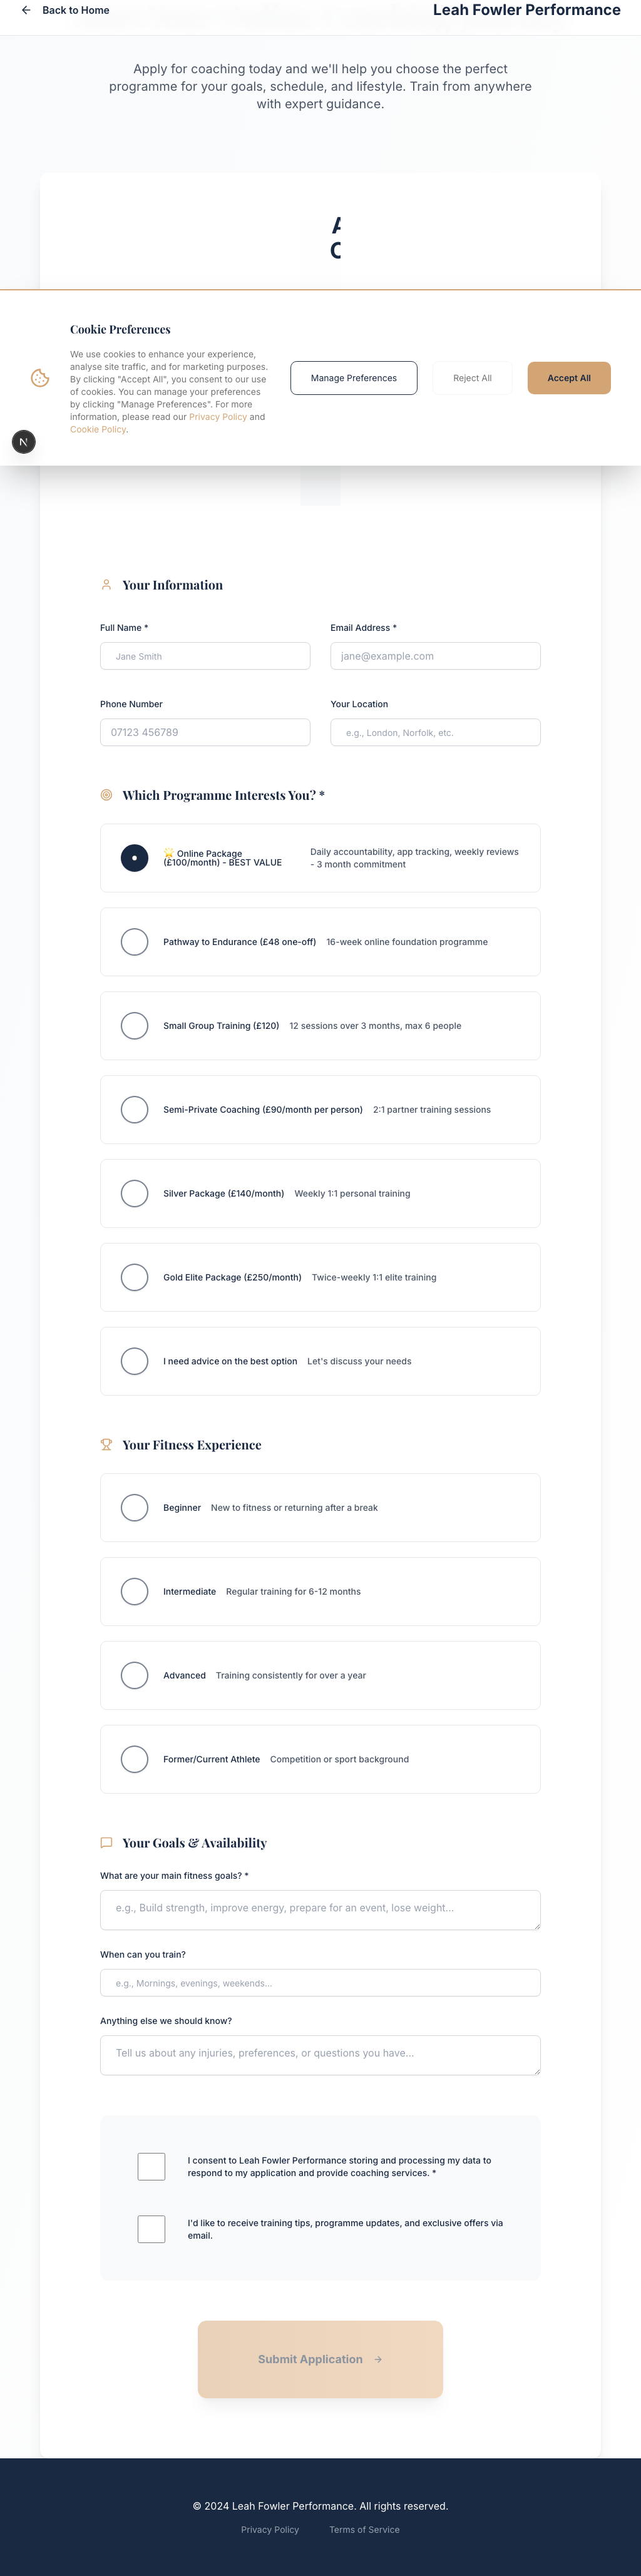 Back to Home
Leah Fowler Performance
Apply for coaching today and we'll help you choose the perfect
programme for your goals, schedule, and lifestyle. Train from anywhere
with expert guidance.
Cookie Preferences
We use cookies to enhance your experience,
analyse site traffic, and for marketing purposes.
By clicking "Accept All", you consent to our use
of cookies. You can manage your preferences
by clicking "Manage Preferences". For more
information, please read our Privacy Policy and
Cookie Policy.
Manage Preferences
Reject All
Accept All
N
Your Information
Full Name *
Email Address *
Jane Smith
jane@example.com
Phone Number
Your Location
07123 456789
e.g., London, Norfolk, etc.
Which Programme Interests You? *
Online Package
(£100/month) - BEST VALUE
Daily accountability, app tracking, weekly reviews
- 3 month commitment
Pathway to Endurance (£48 one-off) 16-week online foundation programme
Small Group Training (£120) 12 sessions over 3 months, max 6 people
Semi-Private Coaching (£90/month per person) 2:1 partner training sessions
Silver Package (£140/month) Weekly 1:1 personal training
Gold Elite Package (£250/month) Twice-weekly 1:1 elite training
I need advice on the best option Let's discuss your needs
Your Fitness Experience
Beginner New to fitness or returning after a break
Intermediate Regular training for 6-12 months
Advanced Training consistently for over a year
Former/Current Athlete Competition or sport background
Your Goals & Availability
What are your main fitness goals? *
e.g., Build strength, improve energy, prepare for an event, lose weight...
When can you train?
e.g., Mornings, evenings, weekends...
Anything else we should know?
Tell us about any injuries, preferences, or questions you have...
I consent to Leah Fowler Performance storing and processing my data to
respond to my application and provide coaching services. *
I'd like to receive training tips, programme updates, and exclusive offers via
email.
Submit Application
© 2024 Leah Fowler Performance. All rights reserved.
Privacy Policy
Terms of Service